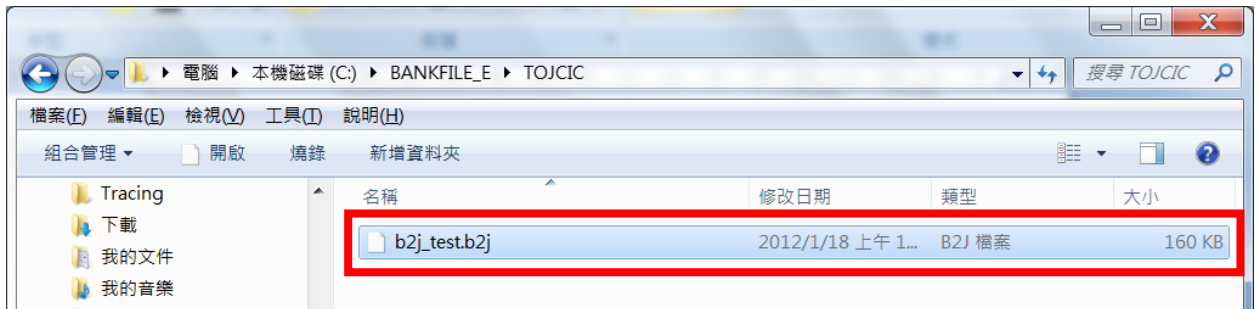 電腦 ▸ 本機磁碟 (C:) ▸ BANKFILE_E ▸ TOJCIC 搜尋 TOJCIC
檔案(F) 編輯(E) 檢視(V) 工具(T) 說明(H)
組合管理 開啟 燒錄 新增資料夾
Tracing 名稱 修改日期 類型 大小
下載 b2j_test.b2j 2012/1/18 上午 1... B2J 檔案 160 KB
我的文件
我的音樂